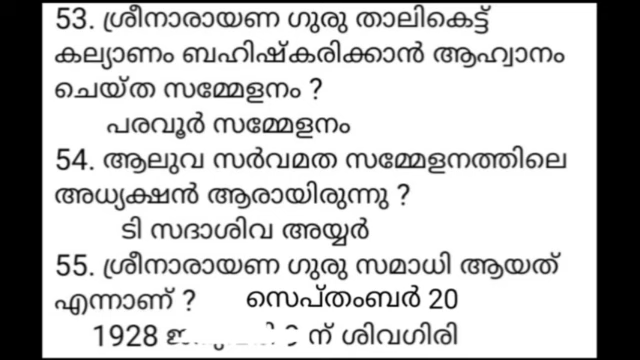 53. ശ്രീനാരായണ ഗുരു താലികെട്ട്
കല്യാണം ബഹിഷ്കരിക്കാൻ ആഹ്വാനം
ചെയ്ത സമ്മേളനം ?
പരവൂർ സമ്മേളനം
54. ആലുവ സർവമത സമ്മേളനത്തിലെ
അധ്യക്ഷൻ ആരായിരുന്നു ?
ടി സദാശിവ അയ്യർ
55. ശ്രീനാരായണ ഗുരു സമാധി ആയത്
എന്നാണ് ? സെപ്തംബർ 20
1928 ന് ശിവഗിരി